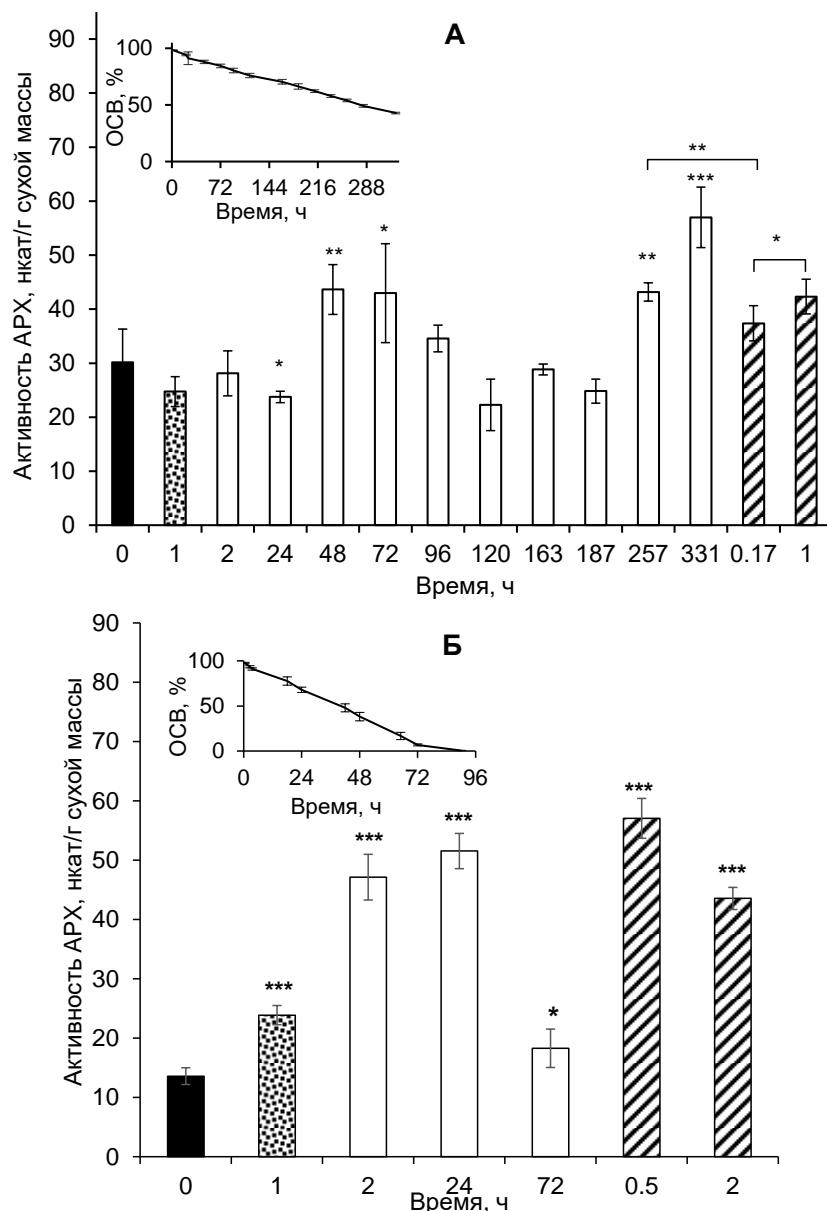 А
Активность АРХ, нкат/г сухой массы
90
80
70
60
50
40
30
20
10
0
ОСВ, %
100
50
0
0 72 144 216 288
Время, ч
**
***
**
*
**
*
*
0 1 2 24 48 72 96 120 163 187 257 331 0.17 1
Время, ч
Б
Активность АРХ, нкат/г сухой массы
90
80
70
60
50
40
30
20
10
0
ОСВ, %
100
50
0
0 24 48 72 96
Время, ч
***
***
***
*
***
***
0 1 2 24 72 0.5 2
Время, ч